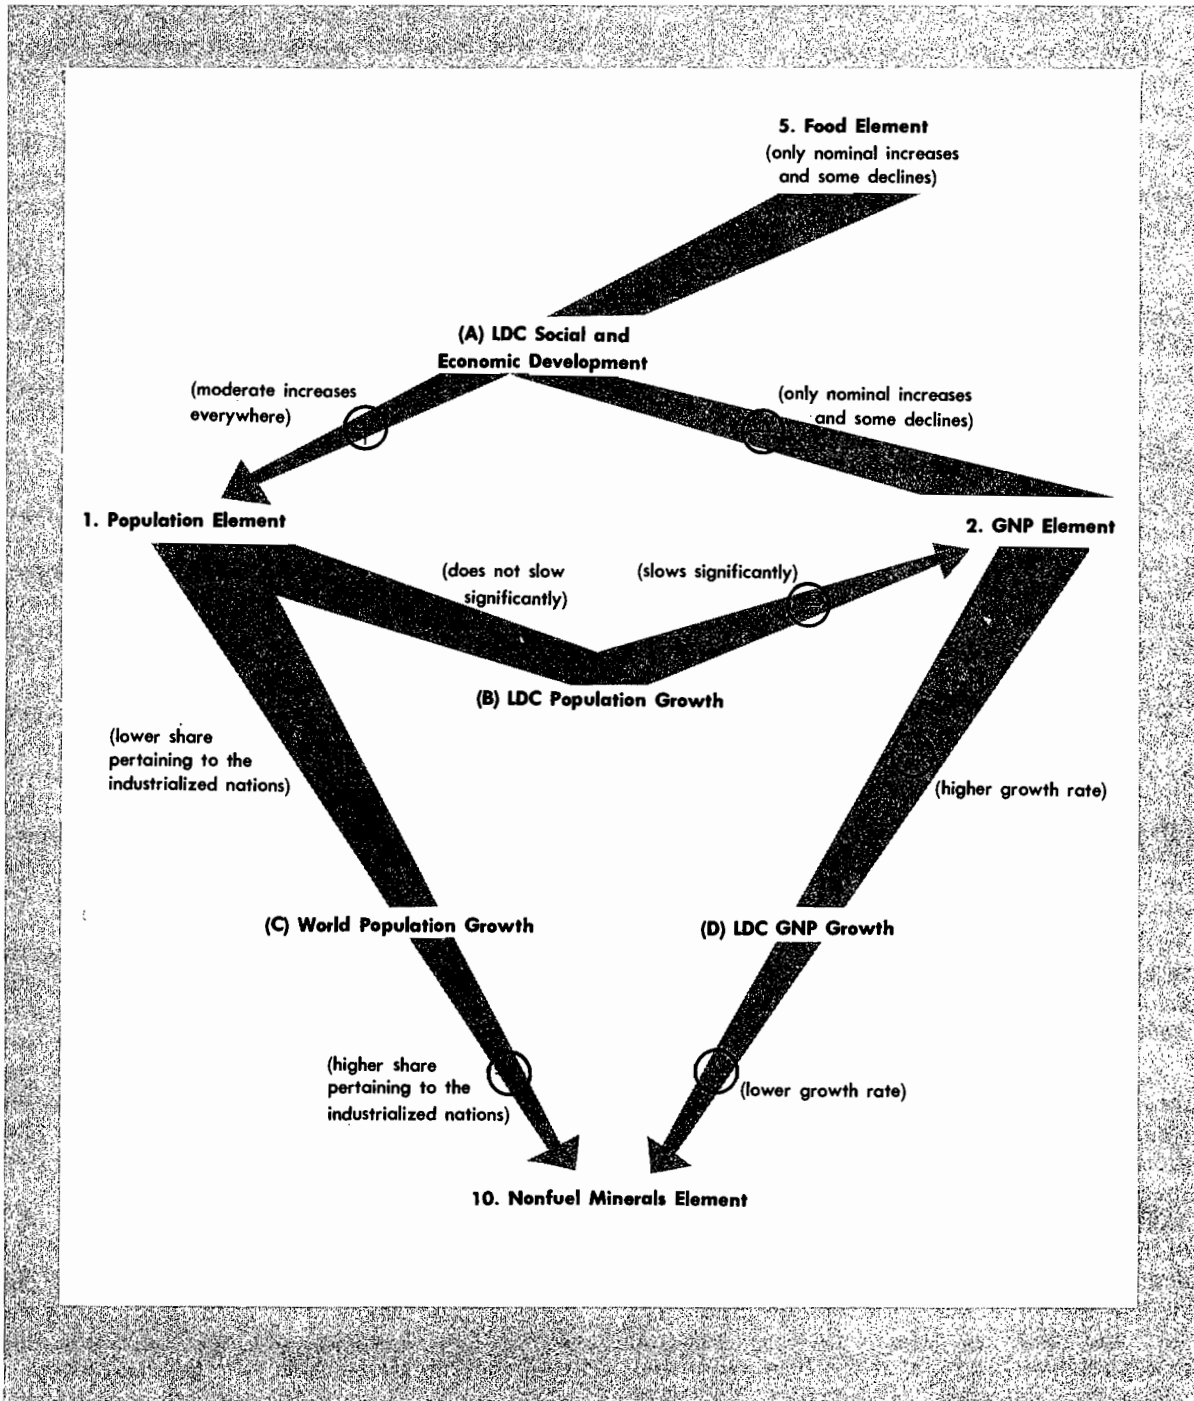 5. Food Element
(only nominal increases
and some declines)
(A) LDC Social and
Economic Development
(moderate increases
everywhere)
(only nominal increases
and some declines)
1. Population Element
2. GNP Element
(does not slow
significantly)
(slows significantly)
(B) LDC Population Growth
(lower share
pertaining to the
industrialized nations)
(higher growth rate)
(C) World Population Growth
(D) LDC GNP Growth
(higher share
pertaining to the
industrialized nations)
(lower growth rate)
10. Nonfuel Minerals Element